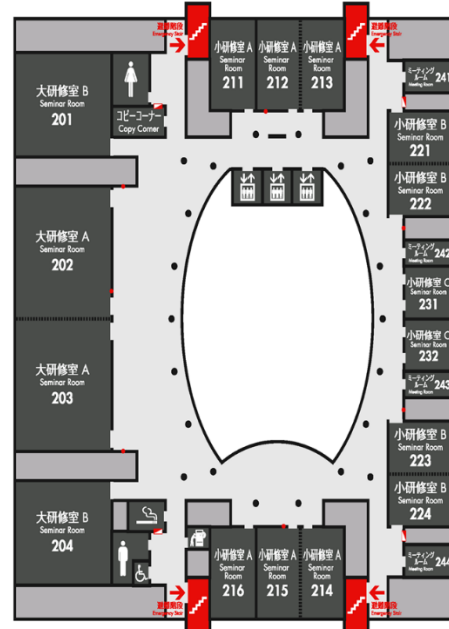 避難階段
Emergency Stair
小研修室 A
Seminar Room
211
小研修室 A
Seminar Room
212
小研修室 A
Seminar Room
213
避難階段
Emergency Stair
大研修室 B
Seminar Room
201
コピーコーナー
Copy Corner
ミーティングルーム
Meeting Room
241
小研修室 B
Seminar Room
221
小研修室 B
Seminar Room
222
大研修室 A
Seminar Room
202
ミーティングルーム
Meeting Room
242
小研修室 C
Seminar Room
231
小研修室 C
Seminar Room
232
大研修室 A
Seminar Room
203
ミーティングルーム
Meeting Room
243
小研修室 B
Seminar Room
223
小研修室 B
Seminar Room
224
大研修室 B
Seminar Room
204
小研修室 A
Seminar Room
216
小研修室 A
Seminar Room
215
小研修室 A
Seminar Room
214
ミーティングルーム
Meeting Room
244
避難階段
Emergency Stair
避難階段
Emergency Stair